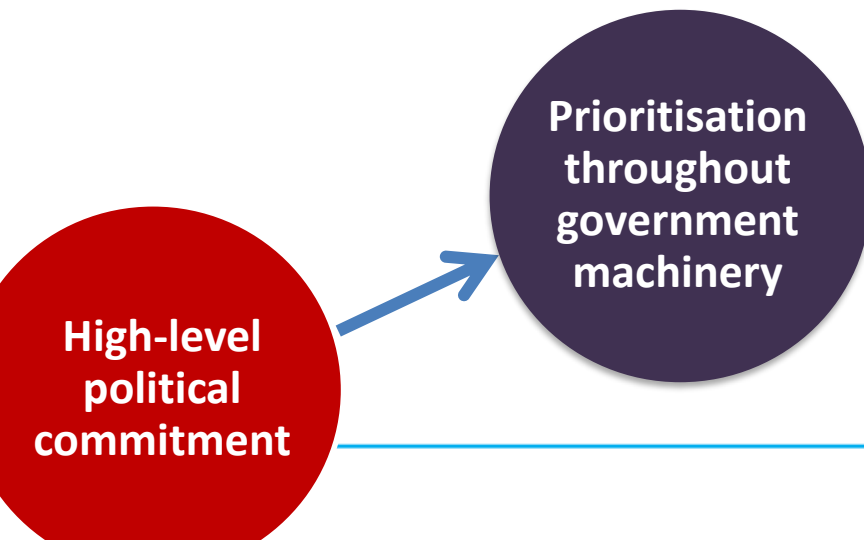 Prioritisation
throughout
government
machinery
High-level
political
commitment